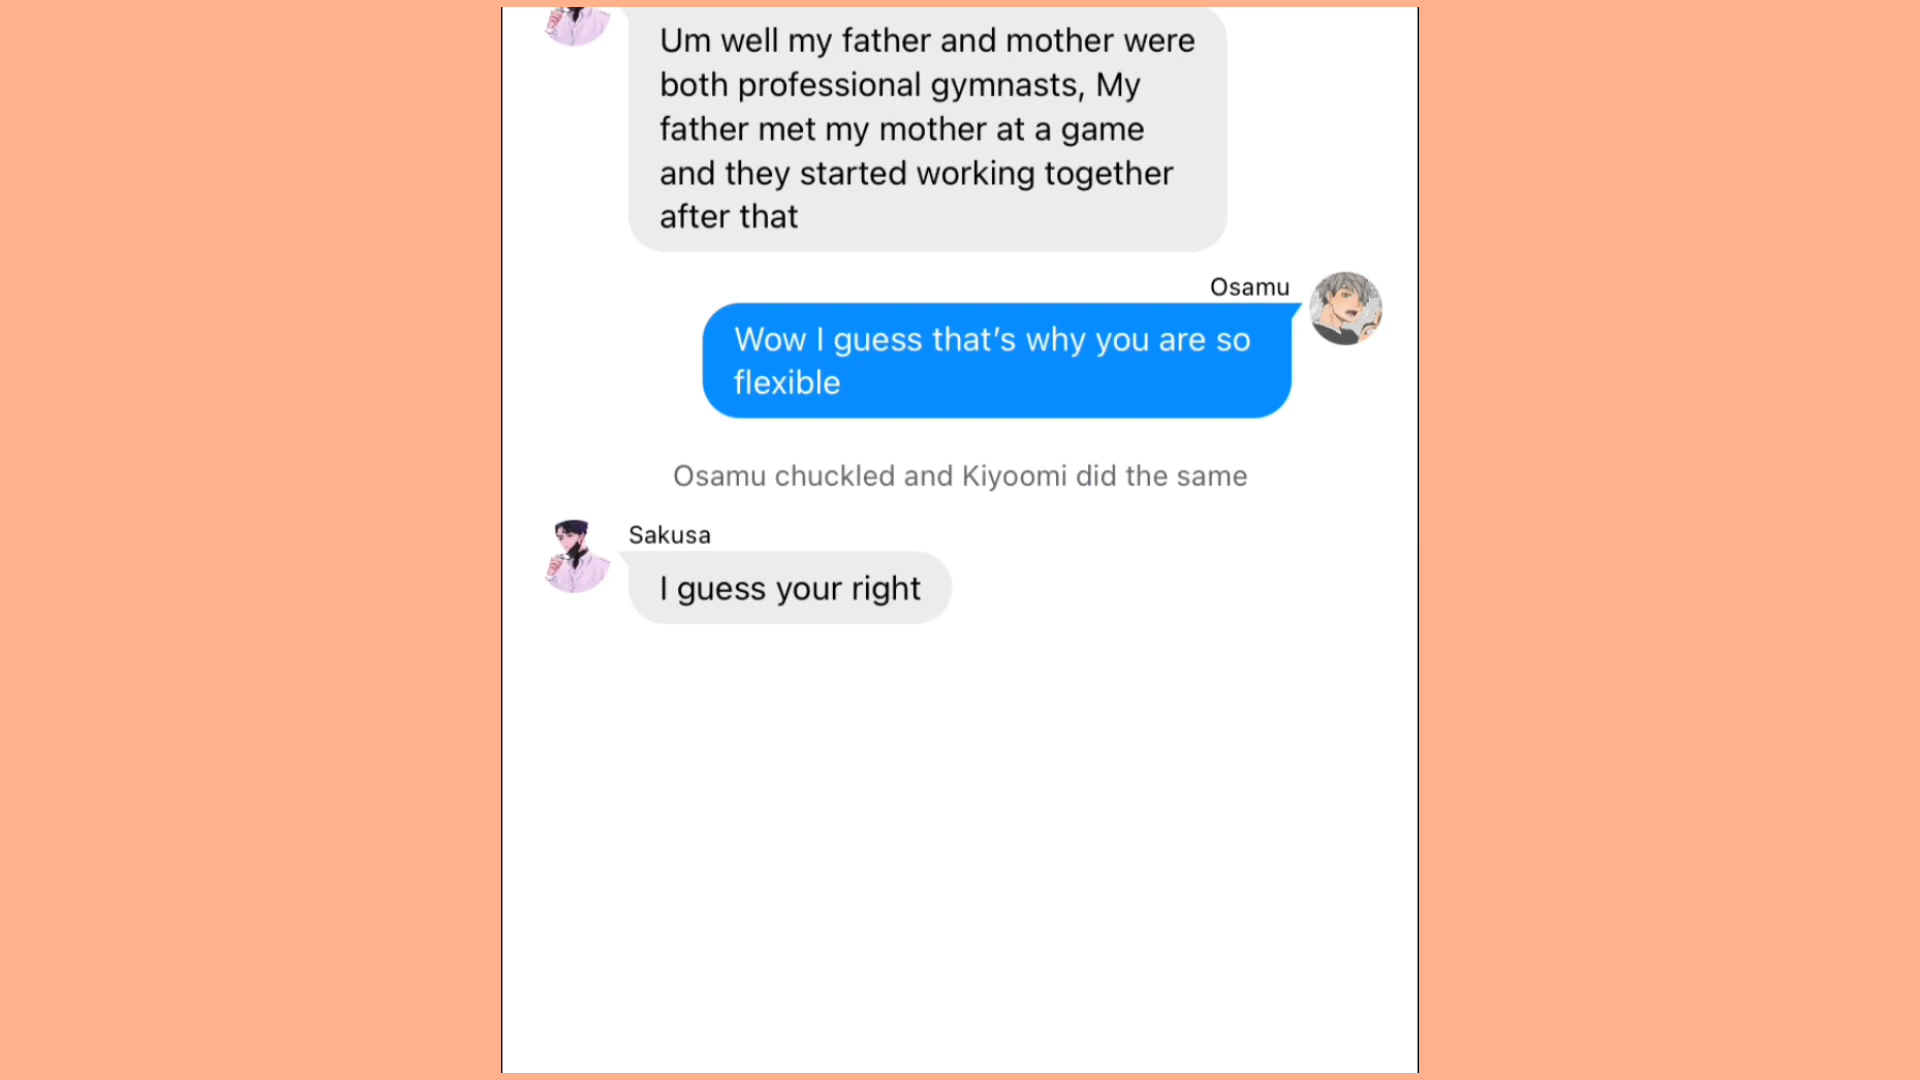 Um well my father and mother were
both professional gymnasts, My
father met my mother at a game
and they started working together
after that
Osamu
Wow I guess that’s why you are so
flexible
Osamu chuckled and Kiyoomi did the same
Sakusa
I guess your right